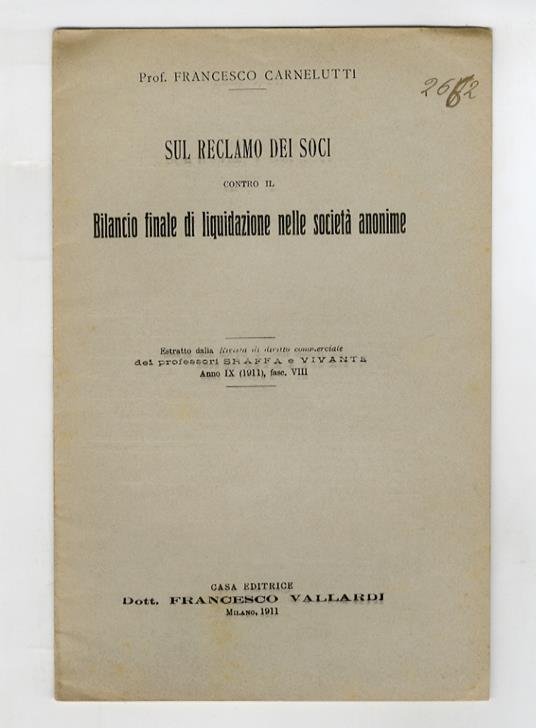 Prof. FRANCESCO CARNELUTTI
SUL RECLAMO DEI SOCI
CONTRO IL
Bilancio finale di liquidazione nelle società anonime
Estratto dalla Rivista di diritto commerciale
dei professori SRAFFA e VIVANTE
Anno IX (1911), fasc. VIII
CASA EDITRICE
Dott. FRANCESCO VALLARDI
MILANO, 1911